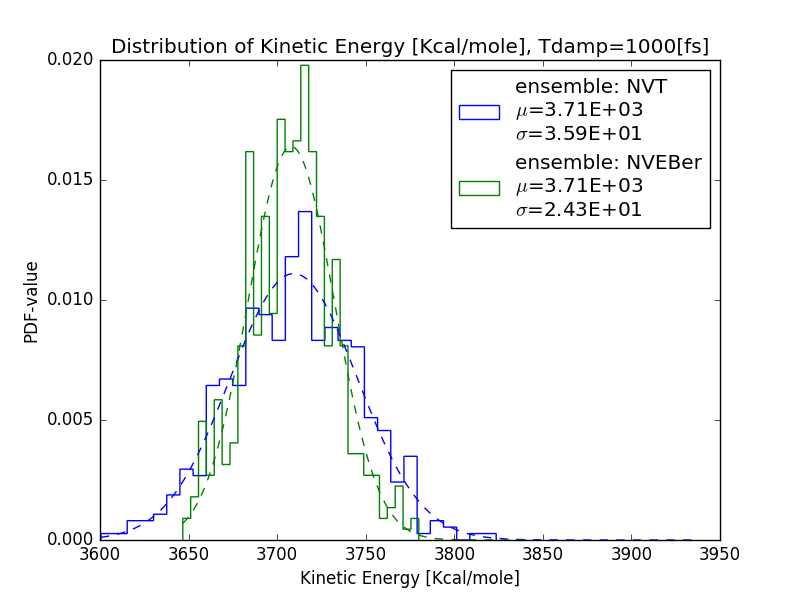 Distribution of Kinetic Energy [Kcal/mole], Tdamp=1000[fs]
0.020
0.015
0.010
0.005
0.000
PDF-value
ensemble: NVT
μ=3.71E+03
σ=3.59E+01
ensemble: NVEBer
μ=3.71E+03
σ=2.43E+01
3600 3650 3700 3750 3800 3850 3900 3950
Kinetic Energy [Kcal/mole]